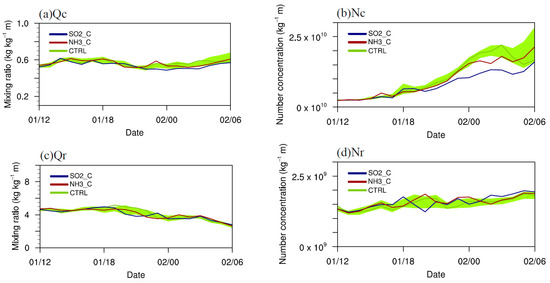 (a)Qc
Mixing ratio (kg kg⁻¹ m)
1.0
0.6
0.2
SO2_C
NH3_C
CTRL
01/12
01/18
02/00
02/06
Date
(b)Nc
Number concentration (kg⁻¹ m)
2.5 x 10¹⁰
0 x 10¹⁰
SO2_C
NH3_C
CTRL
01/12
01/18
02/00
02/06
Date
(c)Qr
Mixing ratio (kg kg⁻¹ m)
8
4
0
SO2_C
NH3_C
CTRL
01/12
01/18
02/00
02/06
Date
(d)Nr
Number concentration (kg⁻¹ m)
2.5 x 10⁹
0 x 10⁹
SO2_C
NH3_C
CTRL
01/12
01/18
02/00
02/06
Date